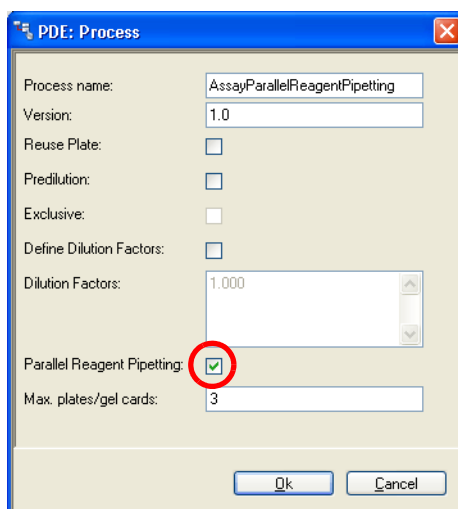 PDE: Process
Process name: AssayParallelReagentPipetting
Version: 1.0
Reuse Plate:
Predilution:
Exclusive:
Define Dilution Factors:
Dilution Factors: 1.000
Parallel Reagent Pipetting:
Max. plates/gel cards: 3
Ok Cancel